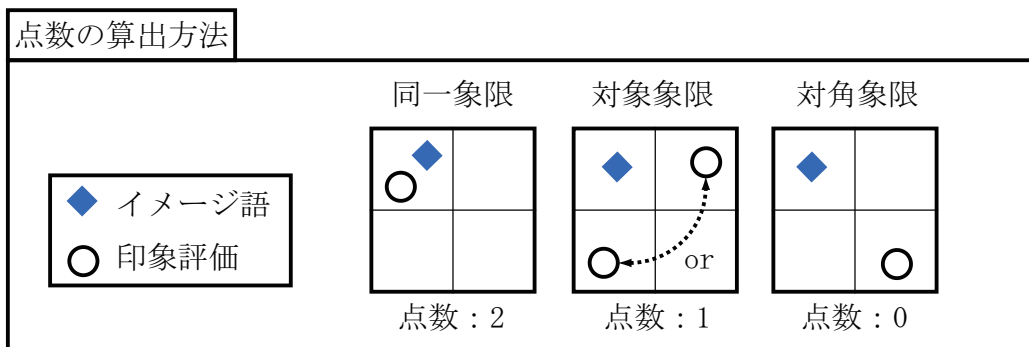 点数の算出方法
同一象限
対象象限
対角象限
イメージ語
印象評価
or
点数：2
点数：1
点数：0